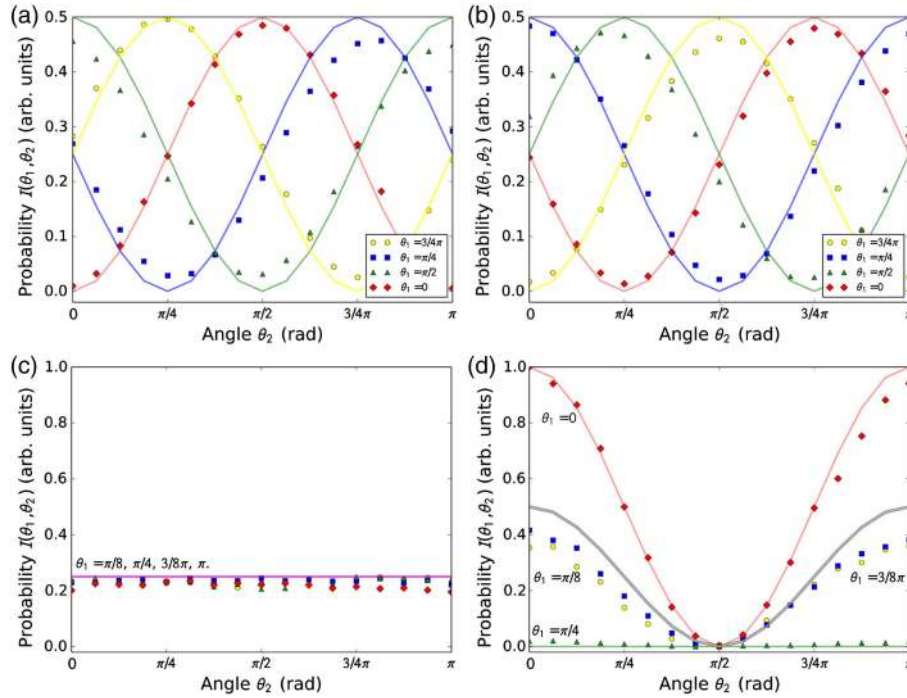 (a)
Probability I(θ₁,θ₂) (arb. units)
0.5
0.4
0.3
0.2
0.1
0.0
θ₁ =3/4π
θ₁ =π/4
θ₁ =π/2
θ₁ =0
0 π/4 π/2 3/4π π
Angle θ₂ (rad)
(b)
Probability I(θ₁,θ₂) (arb. units)
0.5
0.4
0.3
0.2
0.1
0.0
θ₁ =3/4π
θ₁ =π/4
θ₁ =π/2
θ₁ =0
0 π/4 π/2 3/4π π
Angle θ₂ (rad)
(c)
Probability I(θ₁,θ₂) (arb. units)
1.0
0.8
0.6
0.4
0.2
0.0
θ₁ =π/8, π/4, 3/8π, π.
0 π/4 π/2 3/4π π
Angle θ₂ (rad)
(d)
Probability I(θ₁,θ₂) (arb. units)
1.0
0.8
0.6
0.4
0.2
0.0
θ₁ =0
θ₁ =π/8
θ₁ =3/8π
θ₁ =π/4
0 π/4 π/2 3/4π π
Angle θ₂ (rad)